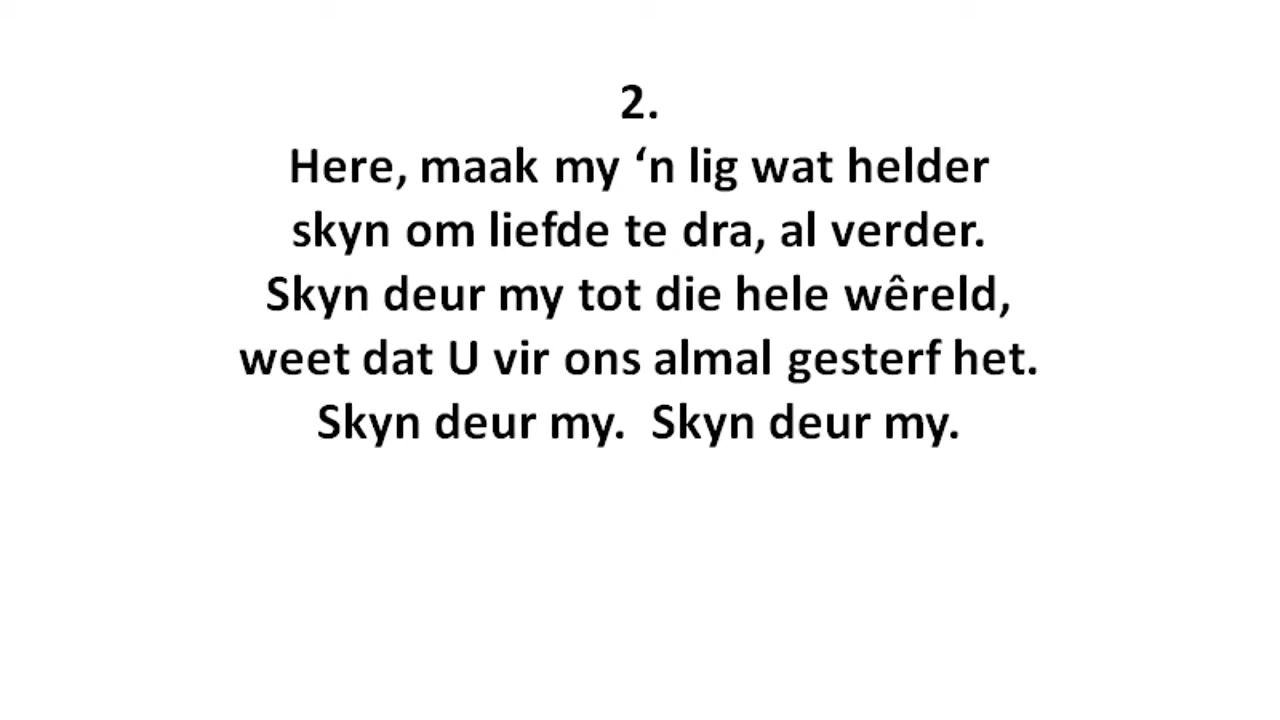 2.
Here, maak my ‘n lig wat helder
skyn om liefde te dra, al verder.
Skyn deur my tot die hele wêreld,
weet dat U vir ons almal gesterf het.
Skyn deur my.  Skyn deur my.